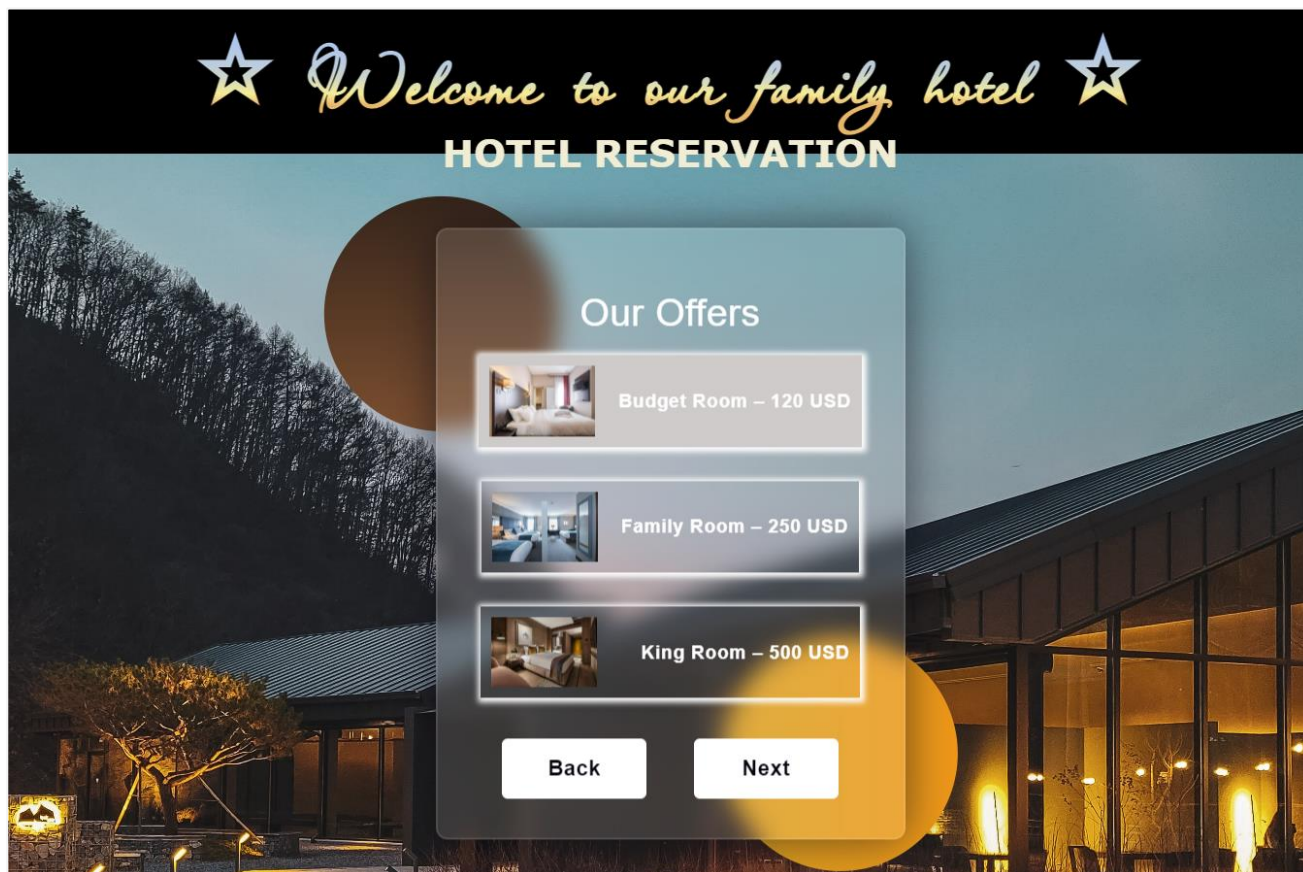 Welcome to our family hotel
HOTEL RESERVATION
Our Offers
Budget Room – 120 USD
Family Room – 250 USD
King Room – 500 USD
Back
Next